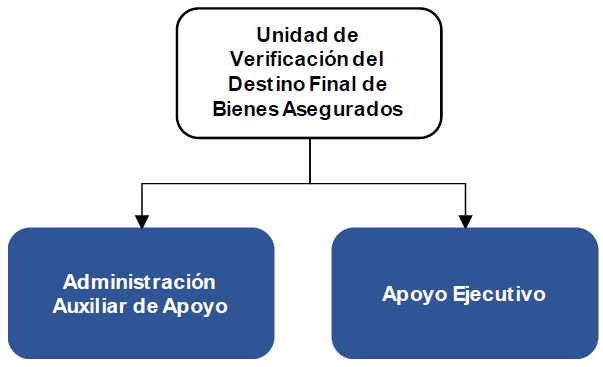 Unidad de
Verificación del
Destino Final de
Bienes Asegurados
Administración
Auxiliar de Apoyo
Apoyo Ejecutivo